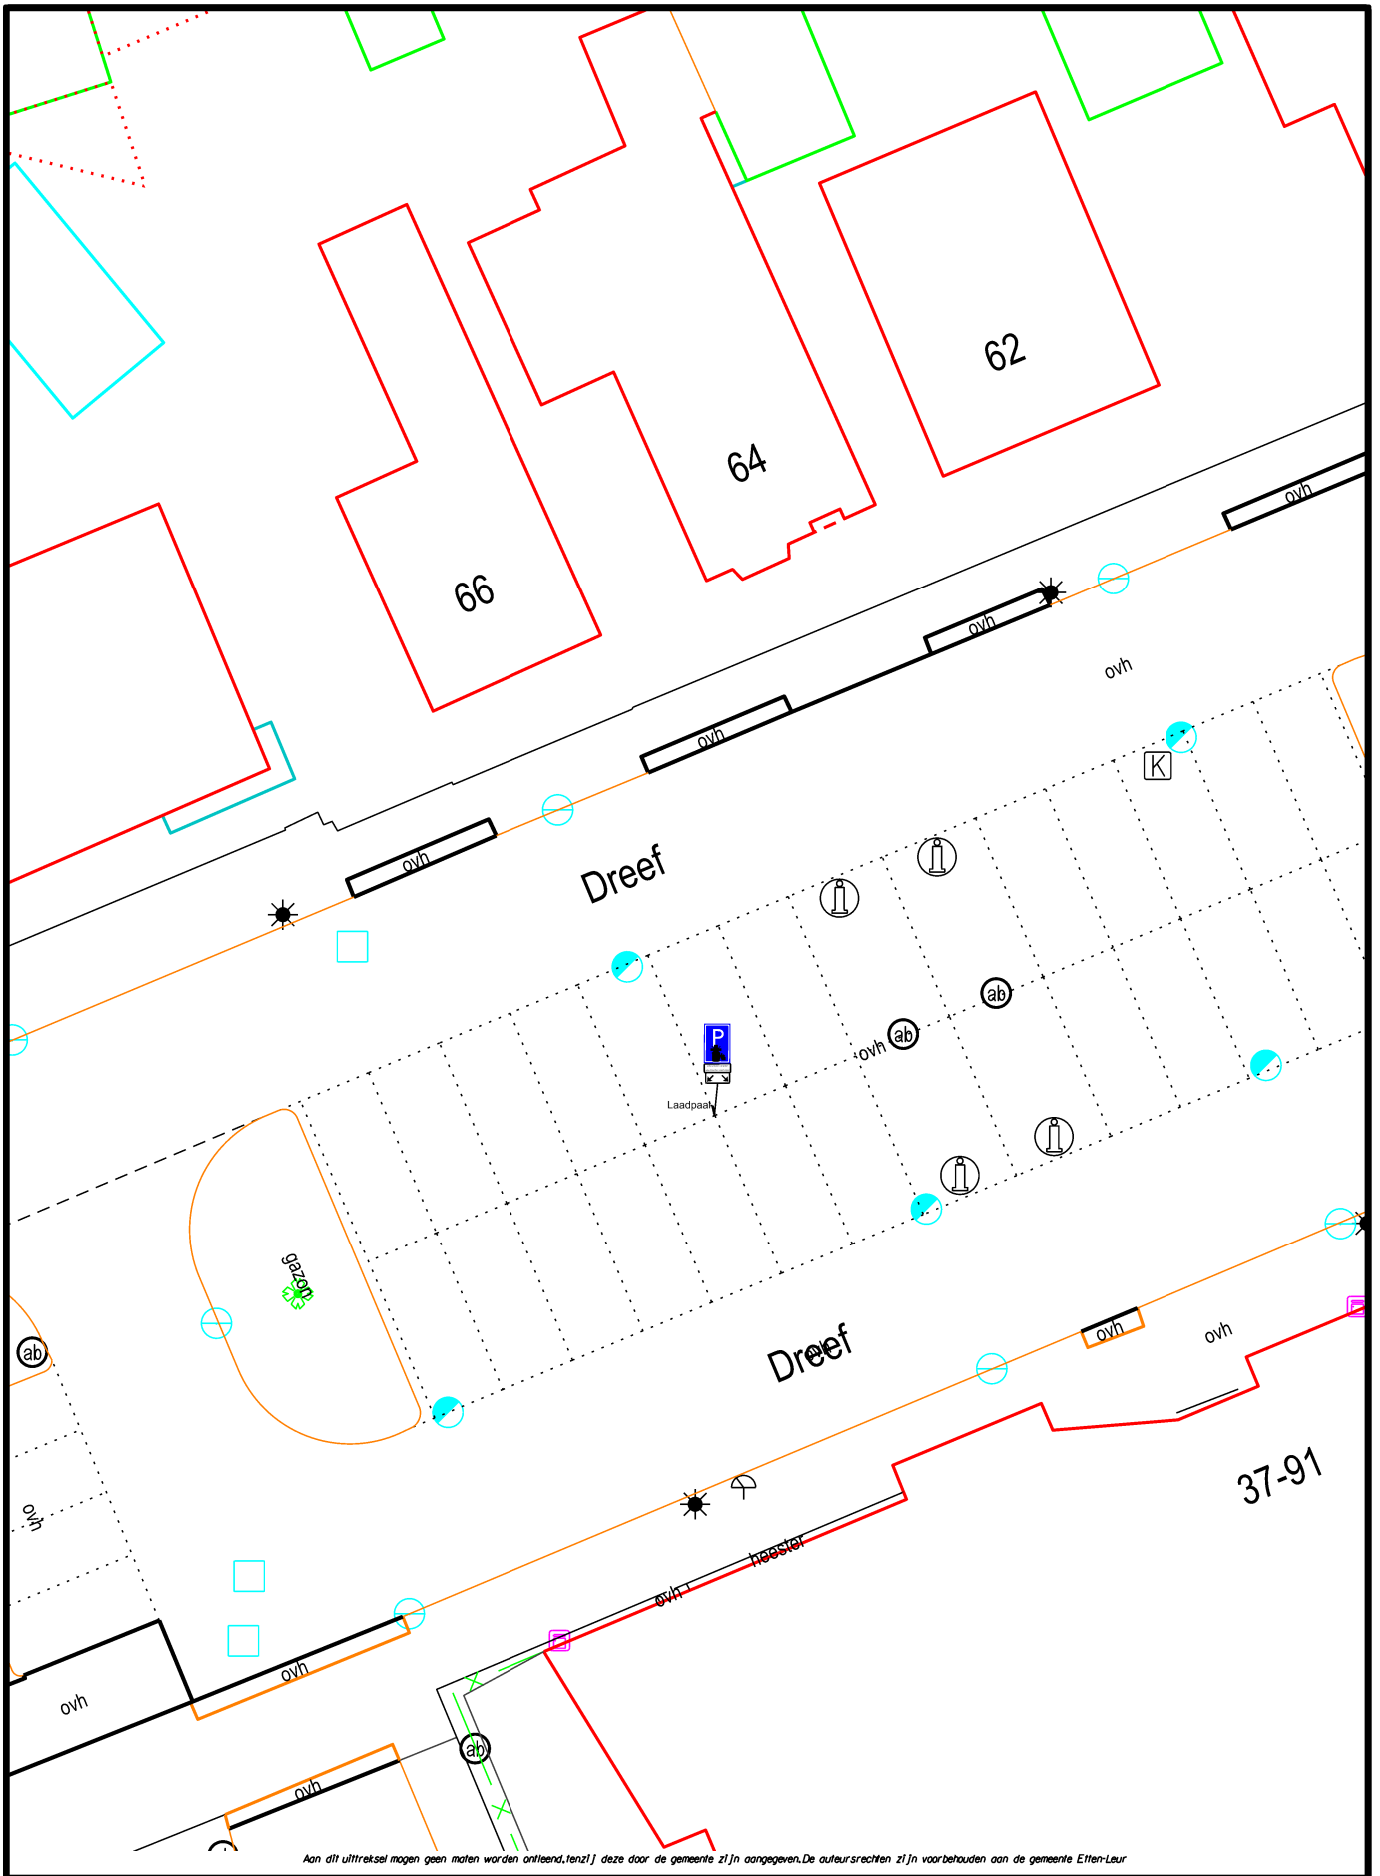 62
64
ovh
66
ovh
ovh
ovh
K
ovh
Dreef
ab
P
ovh
ab
Laadpaal
gazon
ovh
ovh
ab
Dreef
37-91
ovh
heester
ovh
ovh
ovh
ab
ovh
Aan dit uittreksel mogen geen maten worden ontleend,tenzij deze door de gemeente zijn aangegeven.De auteursrechten zijn voorbehouden aan de gemeente Etten-Leur